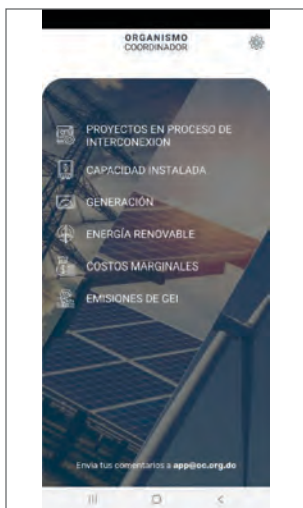 ORGANISMO
COORDINADOR
PROYECTOS EN PROCESO DE
INTERCONEXION
CAPACIDAD INSTALADA
GENERACIÓN
ENERGÍA RENOVABLE
COSTOS MARGINALES
EMISIONES DE GEI
Envía tus comentarios a app@oc.org.do